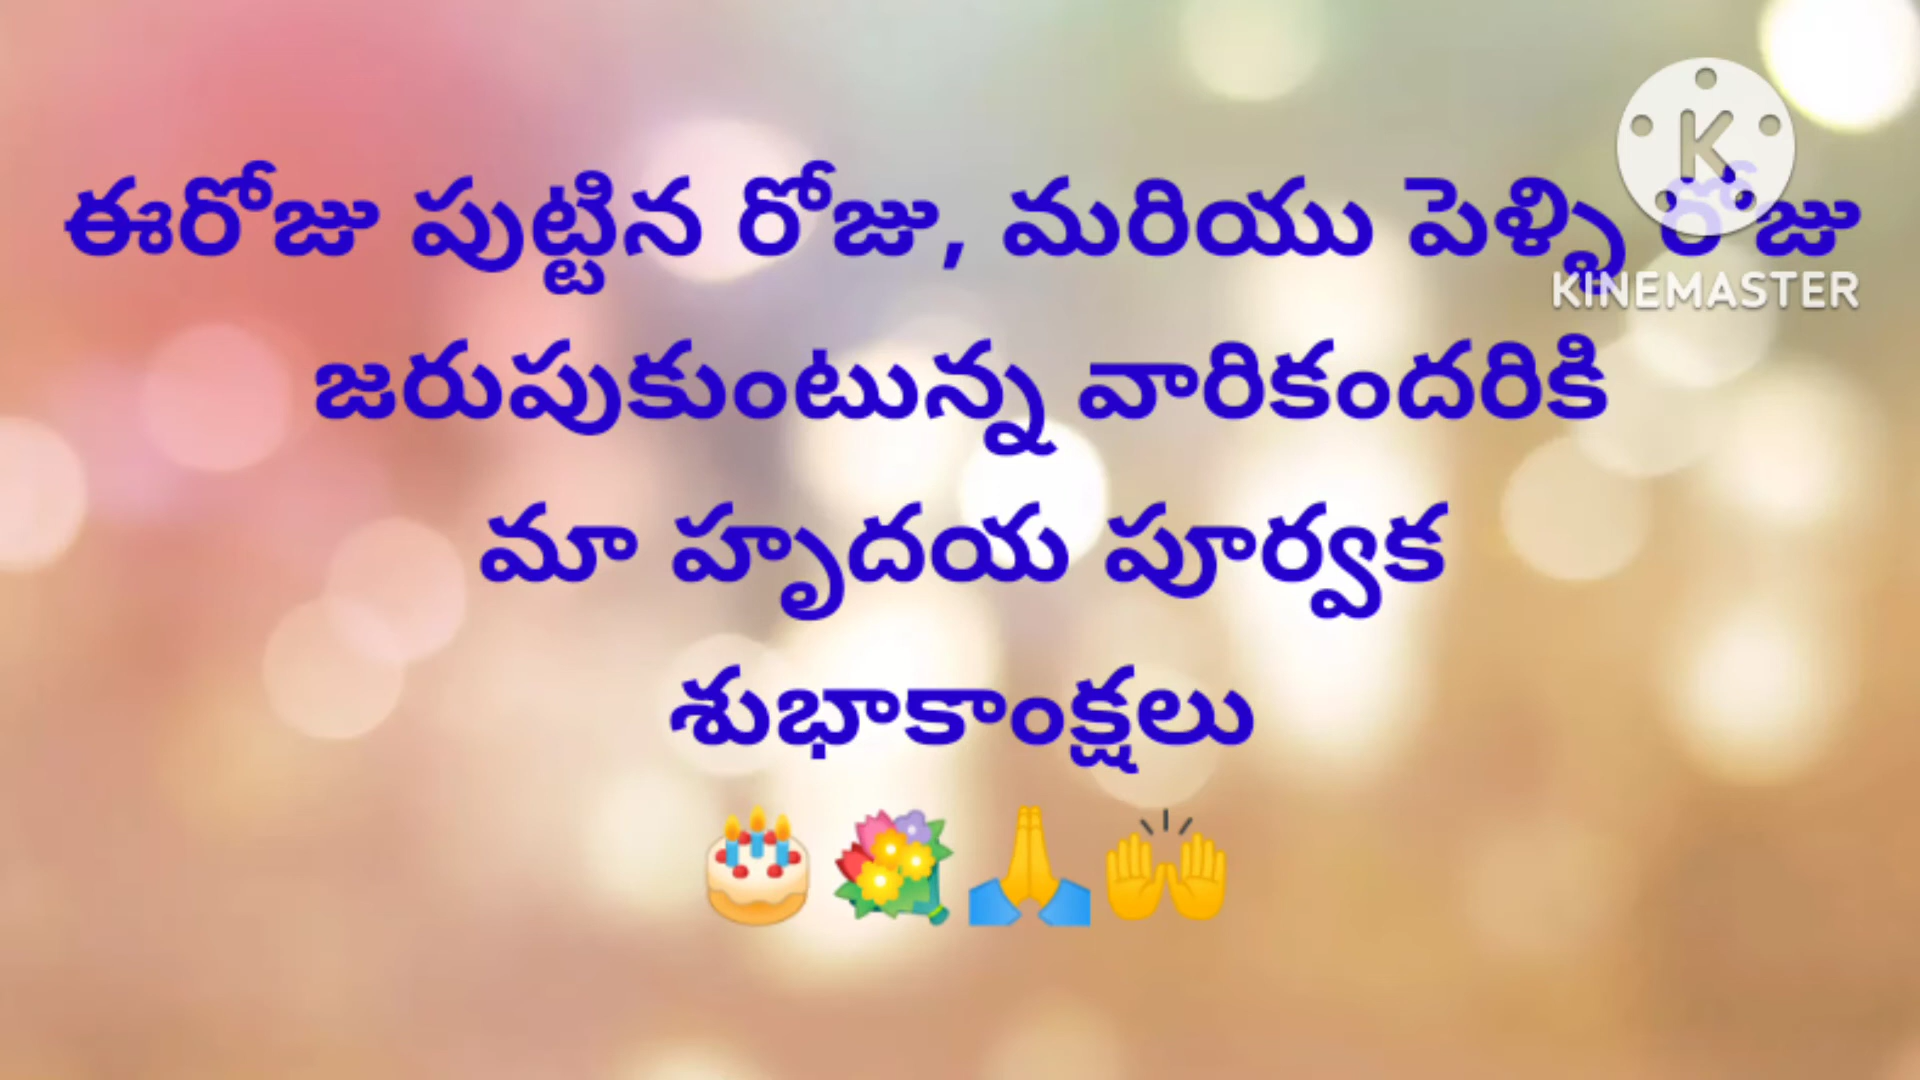 ఈరోజు పుట్టిన రోజు, మరియు పెళ్ళి రోజు
జరుపుకుంటున్న వారికందరికి
మా హృదయ పూర్వక
శుభాకాంక్షలు
🎂💐🙏🙌
K
KINEMASTER